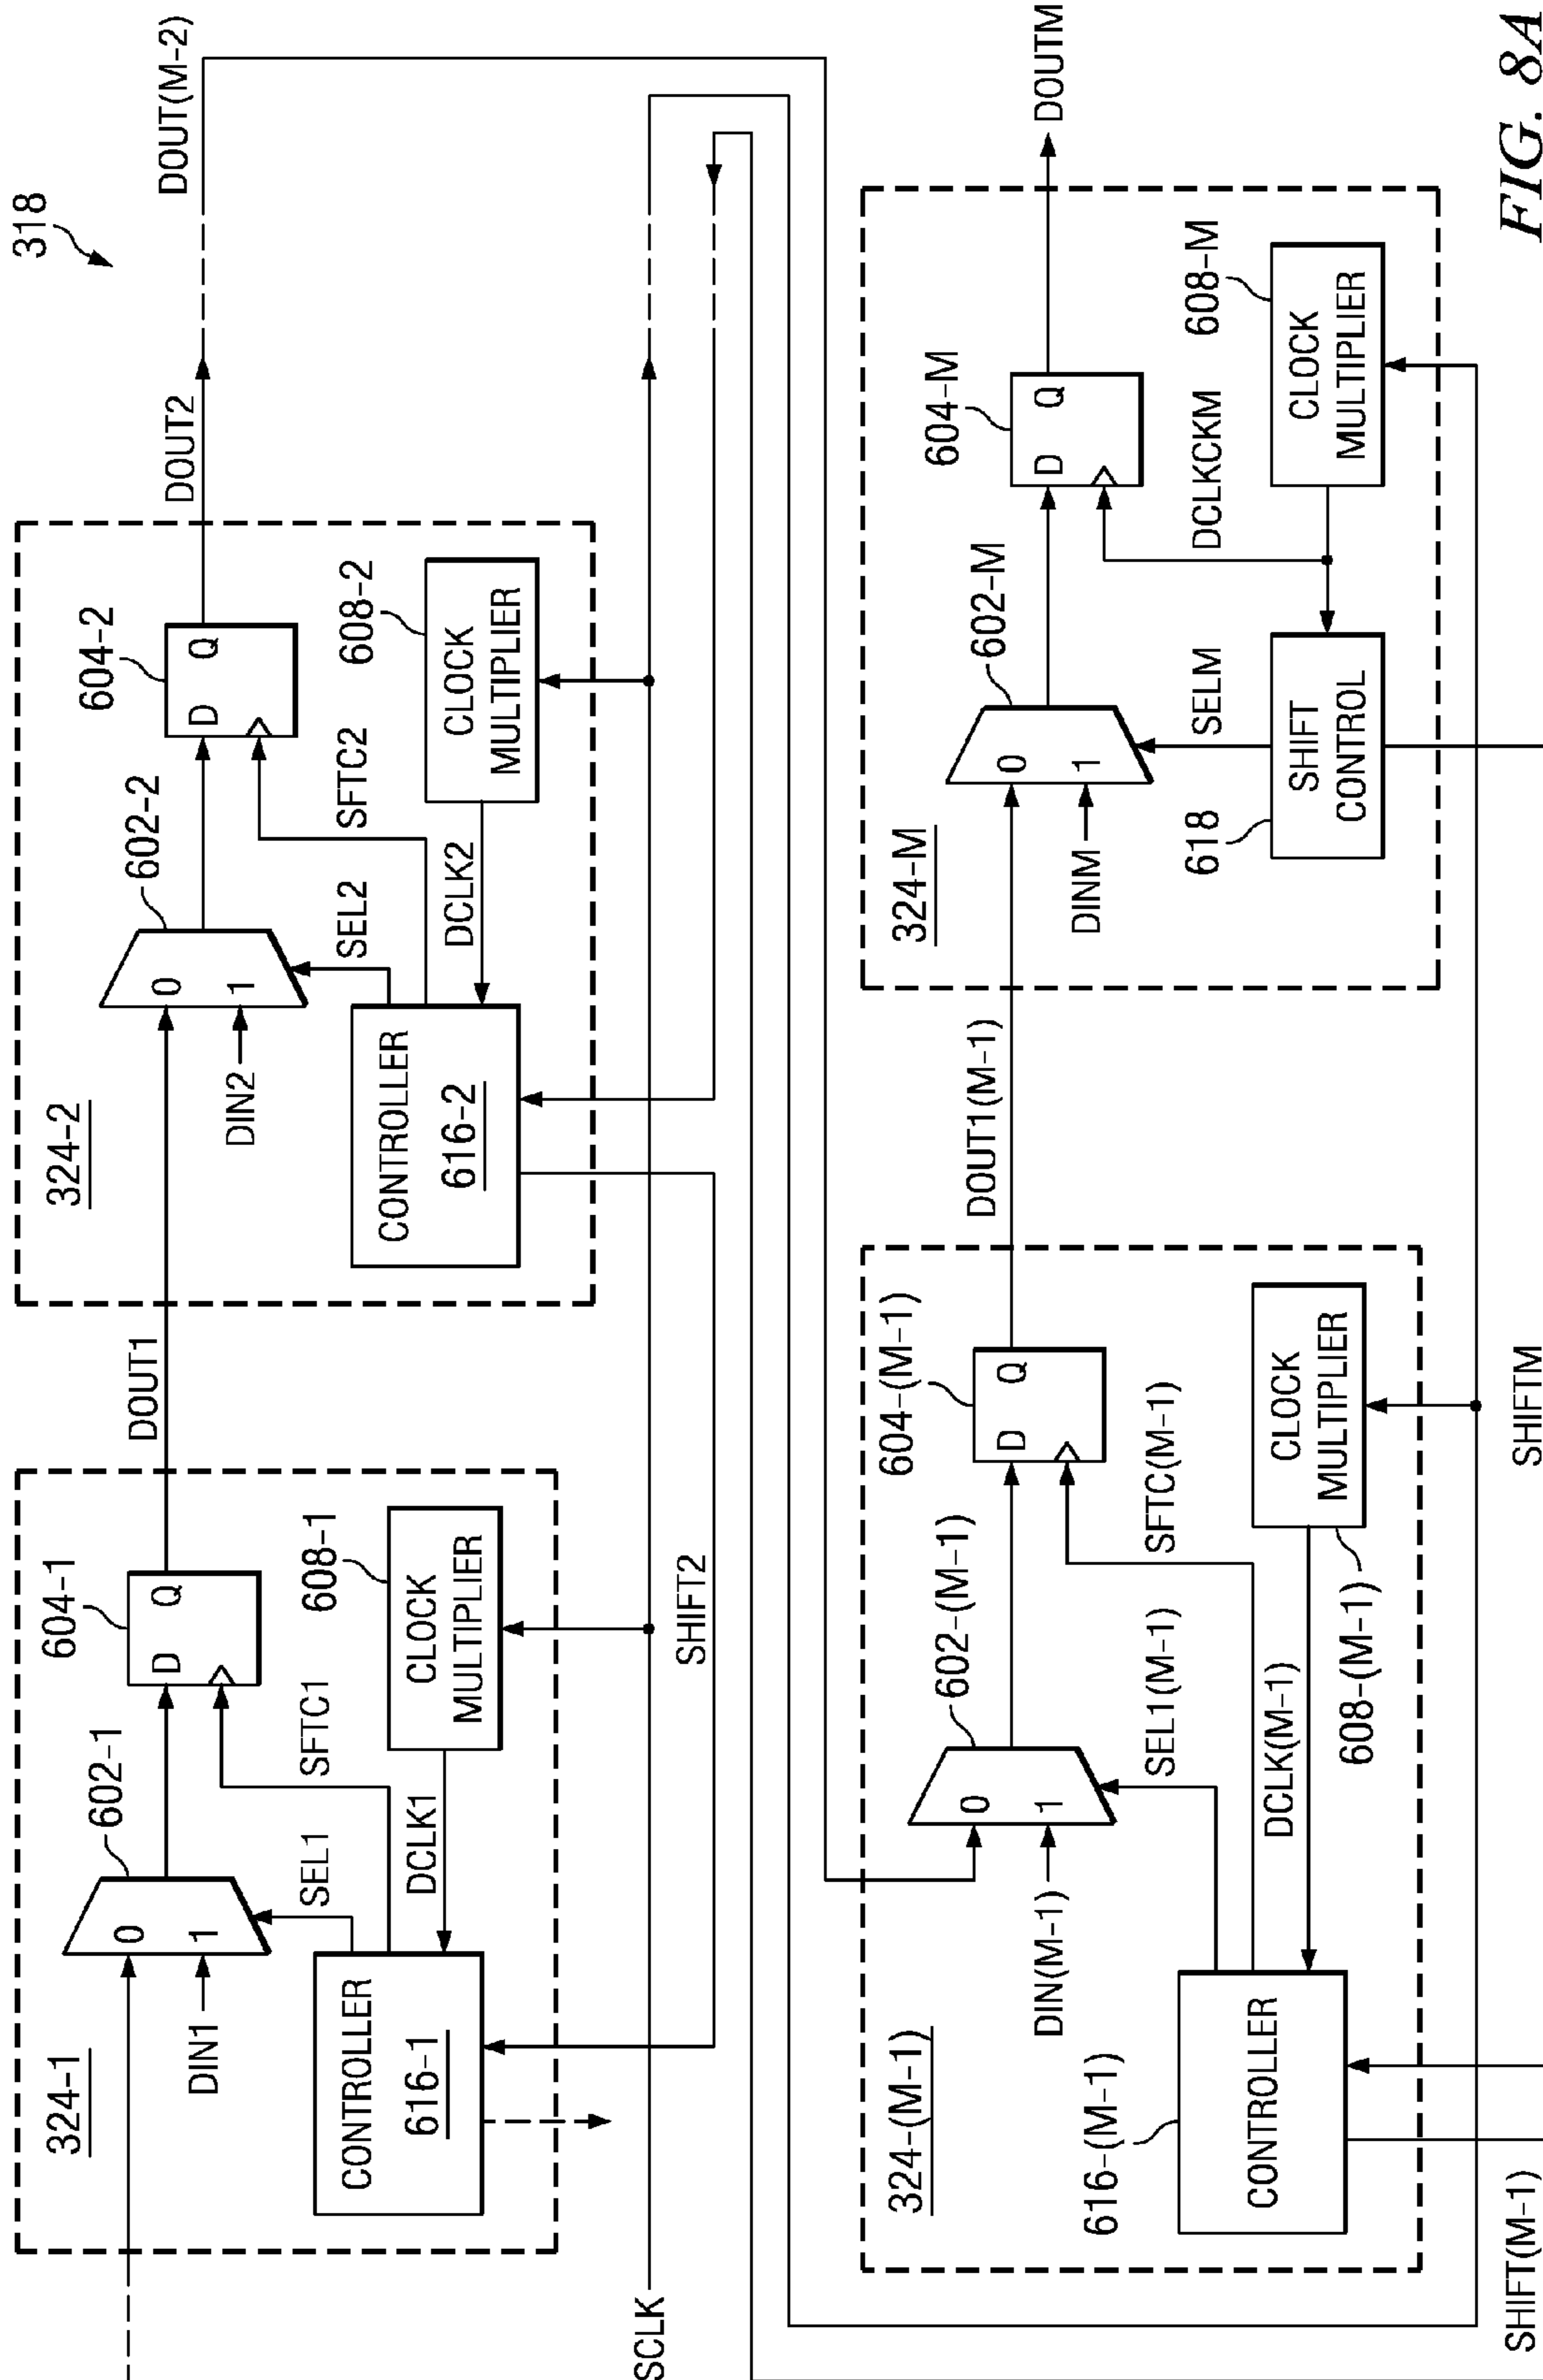 318
324-1
DIN1
0
1
602-1
SEL1
SFTC1
604-1
D
Q
CONTROLLER
616-1
DCLK1
CLOCK
MULTIPLIER
608-1
DOUT1
324-2
DIN2
0
1
602-2
SEL2
SFTC2
604-2
D
Q
CONTROLLER
616-2
DCLK2
CLOCK
MULTIPLIER
608-2
DOUT2
DOUT(M-2)
SCLK
SHIFT2
324-(M-1)
DIN(M-1)
0
1
602-(M-1)
SEL1(M-1)
SFTC(M-1)
604-(M-1)
D
Q
616-(M-1)
CONTROLLER
DCLK(M-1)
CLOCK
MULTIPLIER
608-(M-1)
DOUT1(M-1)
324-M
DINM
0
1
602-M
SELM
604-M
D
Q
DOUTM
618
SHIFT
CONTROL
DCLKCKM
CLOCK
MULTIPLIER
608-M
SHIFT(M-1)
SHIFTM
FIG. 8A